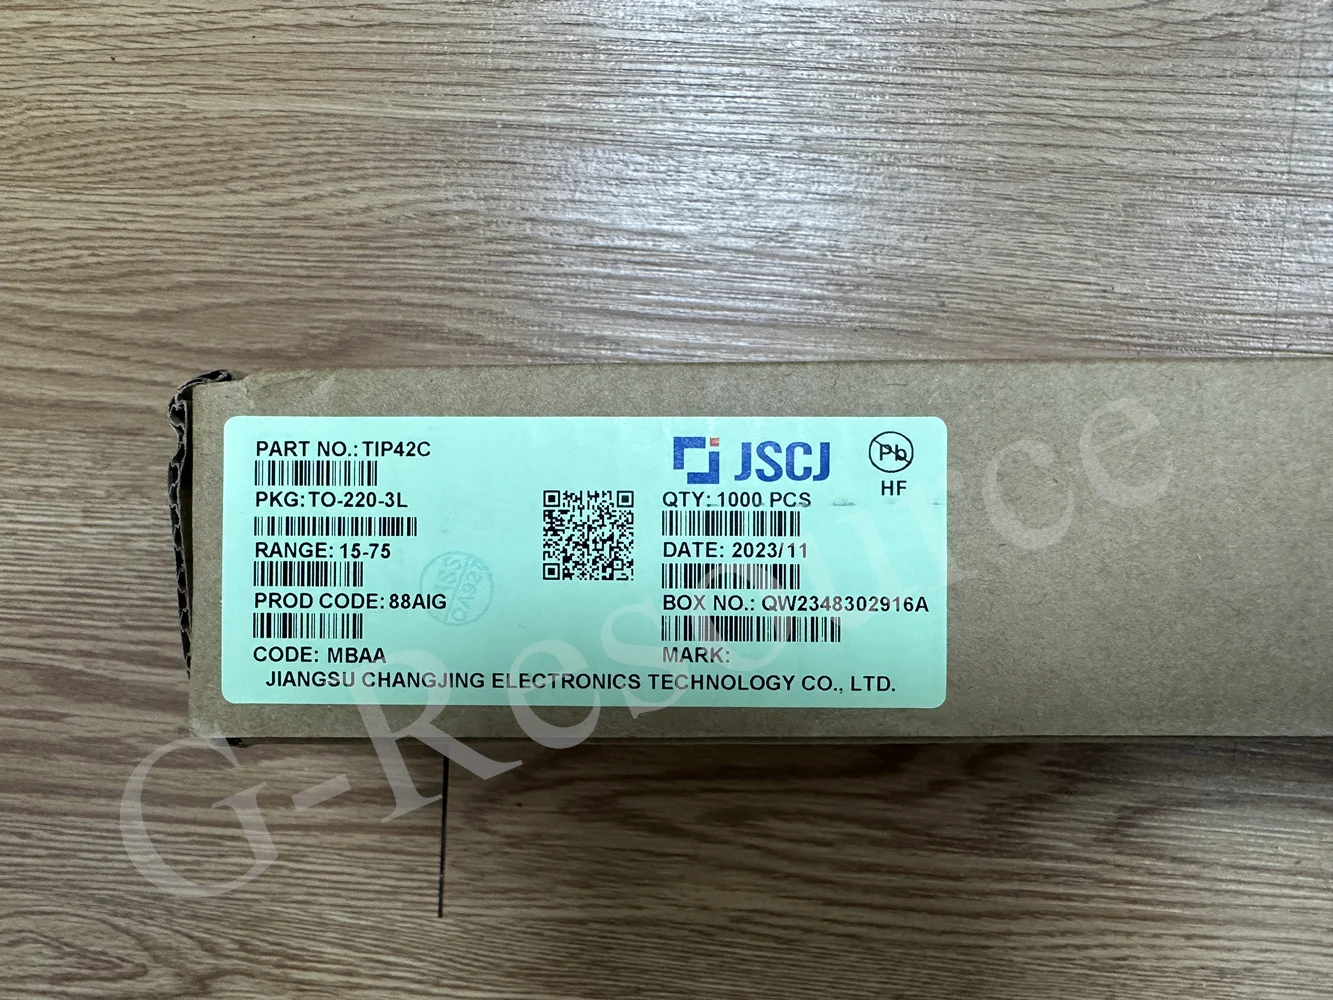 PART NO.: TIP42C
JSCJ
Pb
HF
PKG: TO-220-3L
QTY: 1000 PCS
RANGE: 15-75
DATE: 2023/11
PROD CODE: 88AIG
BOX NO.: QW2348302916A
CODE: MBAA
MARK:
JIANGSU CHANGJING ELECTRONICS TECHNOLOGY CO., LTD.
G-Resource